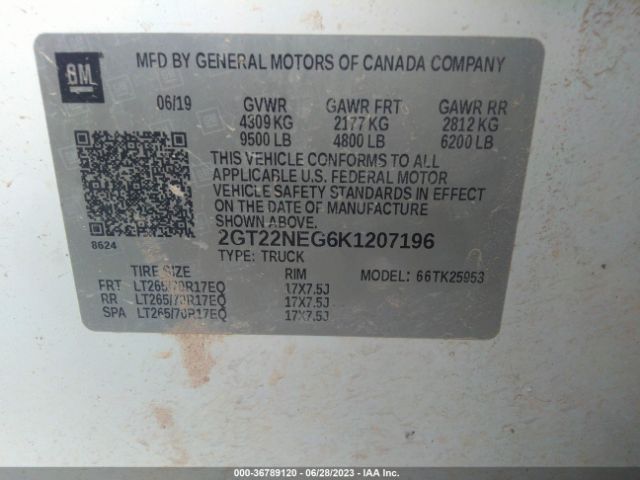 GM
MFD BY GENERAL MOTORS OF CANADA COMPANY
06/19 GVWR GAWR FRT GAWR RR
4309 KG 2177 KG 2812 KG
9500 LB 4800 LB 6200 LB
THIS VEHICLE CONFORMS TO ALL
APPLICABLE U.S. FEDERAL MOTOR
VEHICLE SAFETY STANDARDS IN EFFECT
ON THE DATE OF MANUFACTURE
SHOWN ABOVE.
8624
2GT22NEG6K1207196
TYPE: TRUCK
TIRE SIZE RIM MODEL: 66TK25953
FRT LT265/70R17EQ 17X7.5J
RR LT265/70R17EQ 17X7.5J
SPA LT265/70R17EQ 17X7.5J
000-36789120 - 06/28/2023 - IAA Inc.